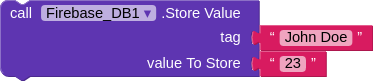 call Firebase_DB1 ▾ .Store Value
tag “ John Doe ”
value To Store “ 23 ”